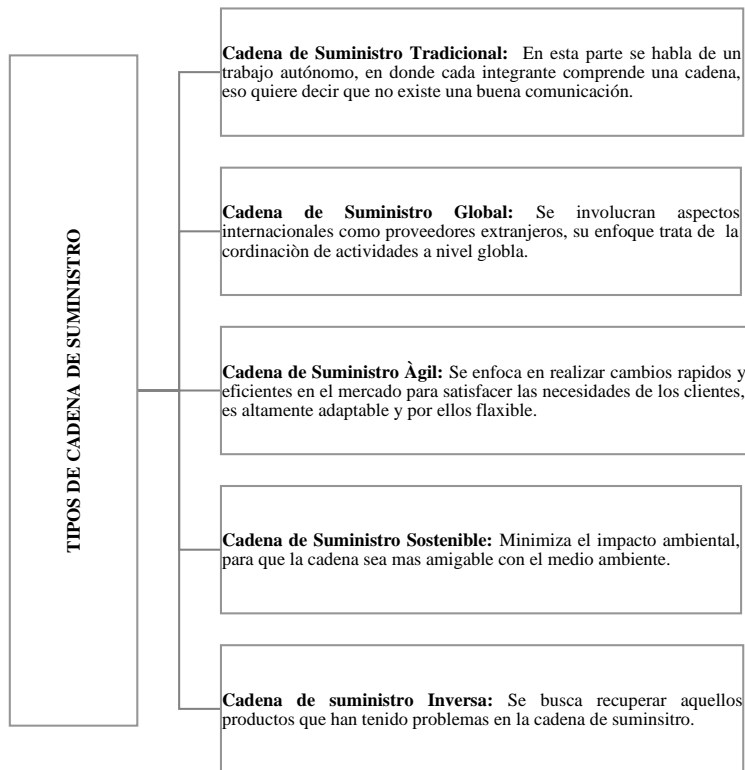 TIPOS DE CADENA DE SUMINISTRO
Cadena de Suministro Tradicional: En esta parte se habla de un
trabajo autónomo, en donde cada integrante comprende una cadena,
eso quiere decir que no existe una buena comunicación.
Cadena de Suministro Global: Se involucran aspectos
internacionales como proveedores extranjeros, su enfoque trata de la
cordinaciòn de actividades a nivel globla.
Cadena de Suministro Àgil: Se enfoca en realizar cambios rapidos y
eficientes en el mercado para satisfacer las necesidades de los clientes,
es altamente adaptable y por ellos flaxible.
Cadena de Suministro Sostenible: Minimiza el impacto ambiental,
para que la cadena sea mas amigable con el medio ambiente.
Cadena de suministro Inversa: Se busca recuperar aquellos
productos que han tenido problemas en la cadena de suminsitro.